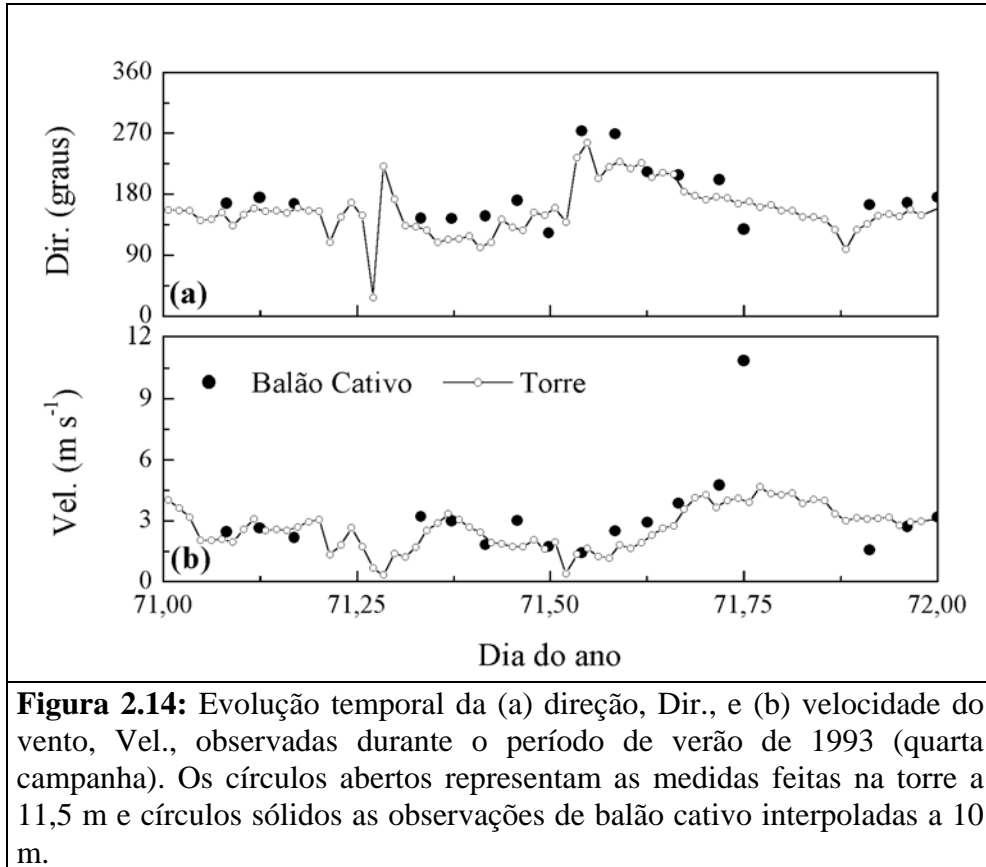 360
270
180
90
0
Dir. (graus)
(a)
12
9
6
3
0
Vel. (m s⁻¹)
Balão Cativo
Torre
(b)
71,00 71,25 71,50 71,75 72,00
Dia do ano
Figura 2.14: Evolução temporal da (a) direção, Dir., e (b) velocidade do
vento, Vel., observadas durante o período de verão de 1993 (quarta
campanha). Os círculos abertos representam as medidas feitas na torre a
11,5 m e círculos sólidos as observações de balão cativo interpoladas a 10
m.